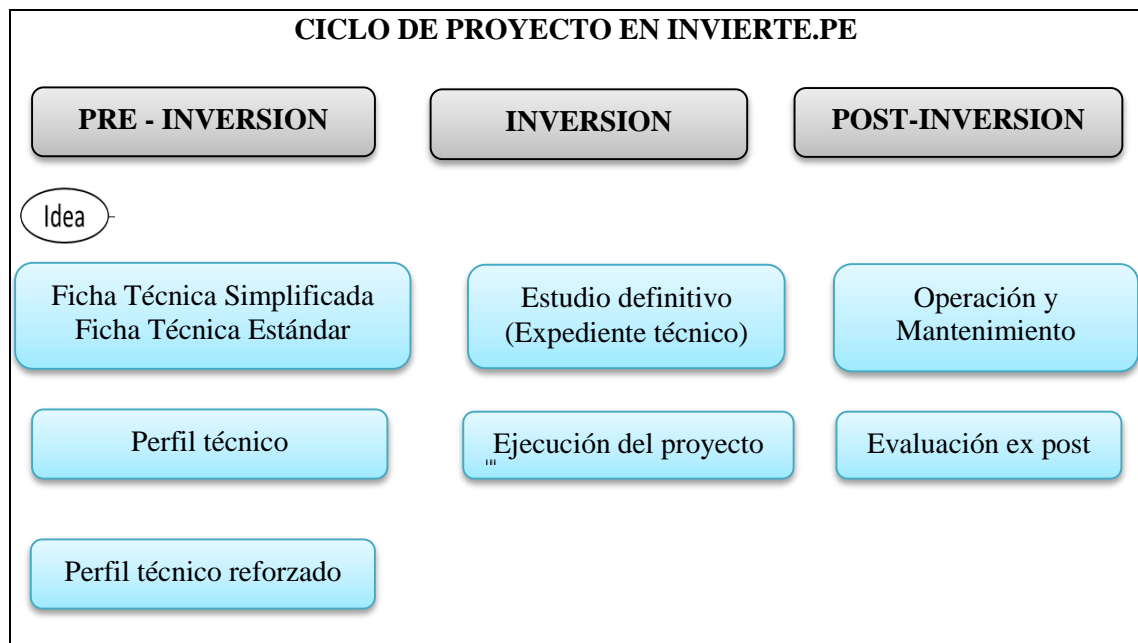 CICLO DE PROYECTO EN INVIERTE.PE
PRE - INVERSION
INVERSION
POST-INVERSION
Idea
Ficha Técnica Simplificada
Ficha Técnica Estándar
Estudio definitivo
(Expediente técnico)
Operación y
Mantenimiento
Perfil técnico
Ejecución del proyecto
Evaluación ex post
Perfil técnico reforzado